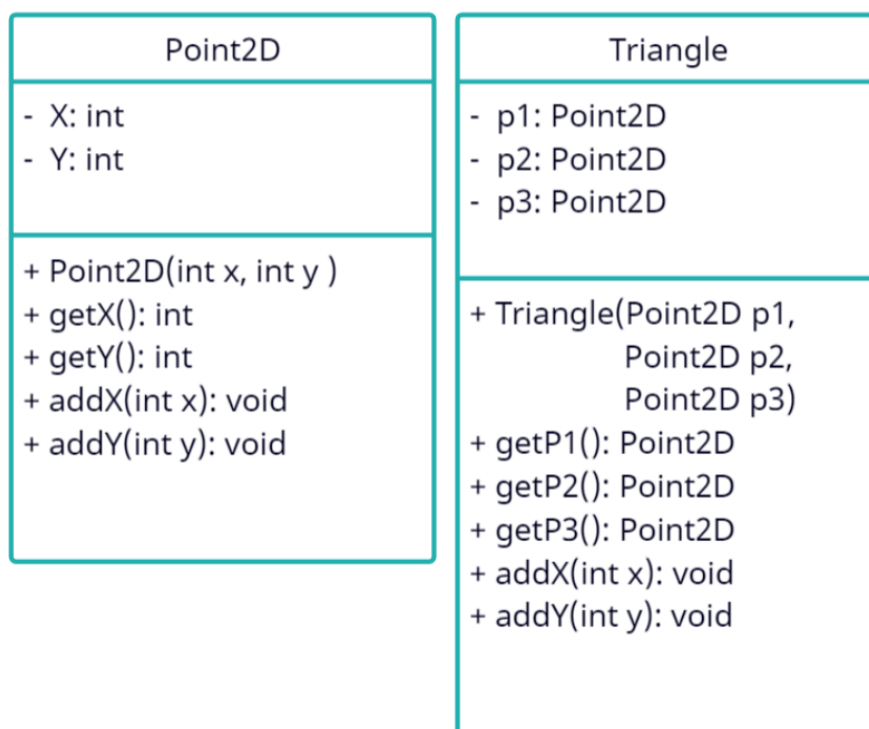 Point2D
- X: int
- Y: int
+ Point2D(int x, int y )
+ getX(): int
+ getY(): int
+ addX(int x): void
+ addY(int y): void
Triangle
- p1: Point2D
- p2: Point2D
- p3: Point2D
+ Triangle(Point2D p1,
Point2D p2,
Point2D p3)
+ getP1(): Point2D
+ getP2(): Point2D
+ getP3(): Point2D
+ addX(int x): void
+ addY(int y): void